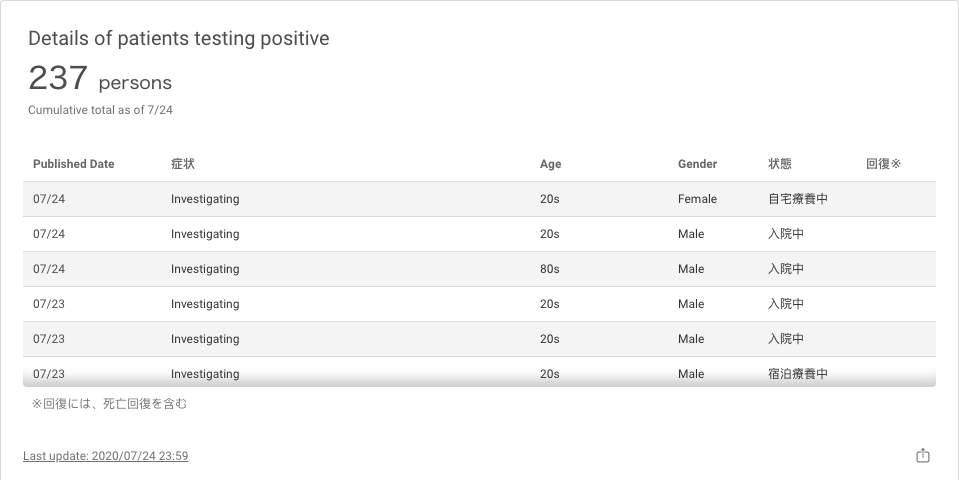 Details of patients testing positive
237 persons
Cumulative total as of 7/24
Published Date 症状 Age Gender 状態 回復※
07/24 Investigating 20s Female 自宅療養中
07/24 Investigating 20s Male 入院中
07/24 Investigating 80s Male 入院中
07/23 Investigating 20s Male 入院中
07/23 Investigating 20s Male 入院中
07/23 Investigating 20s Male 宿泊療養中
※回復には、死亡回復を含む
Last update: 2020/07/24 23:59